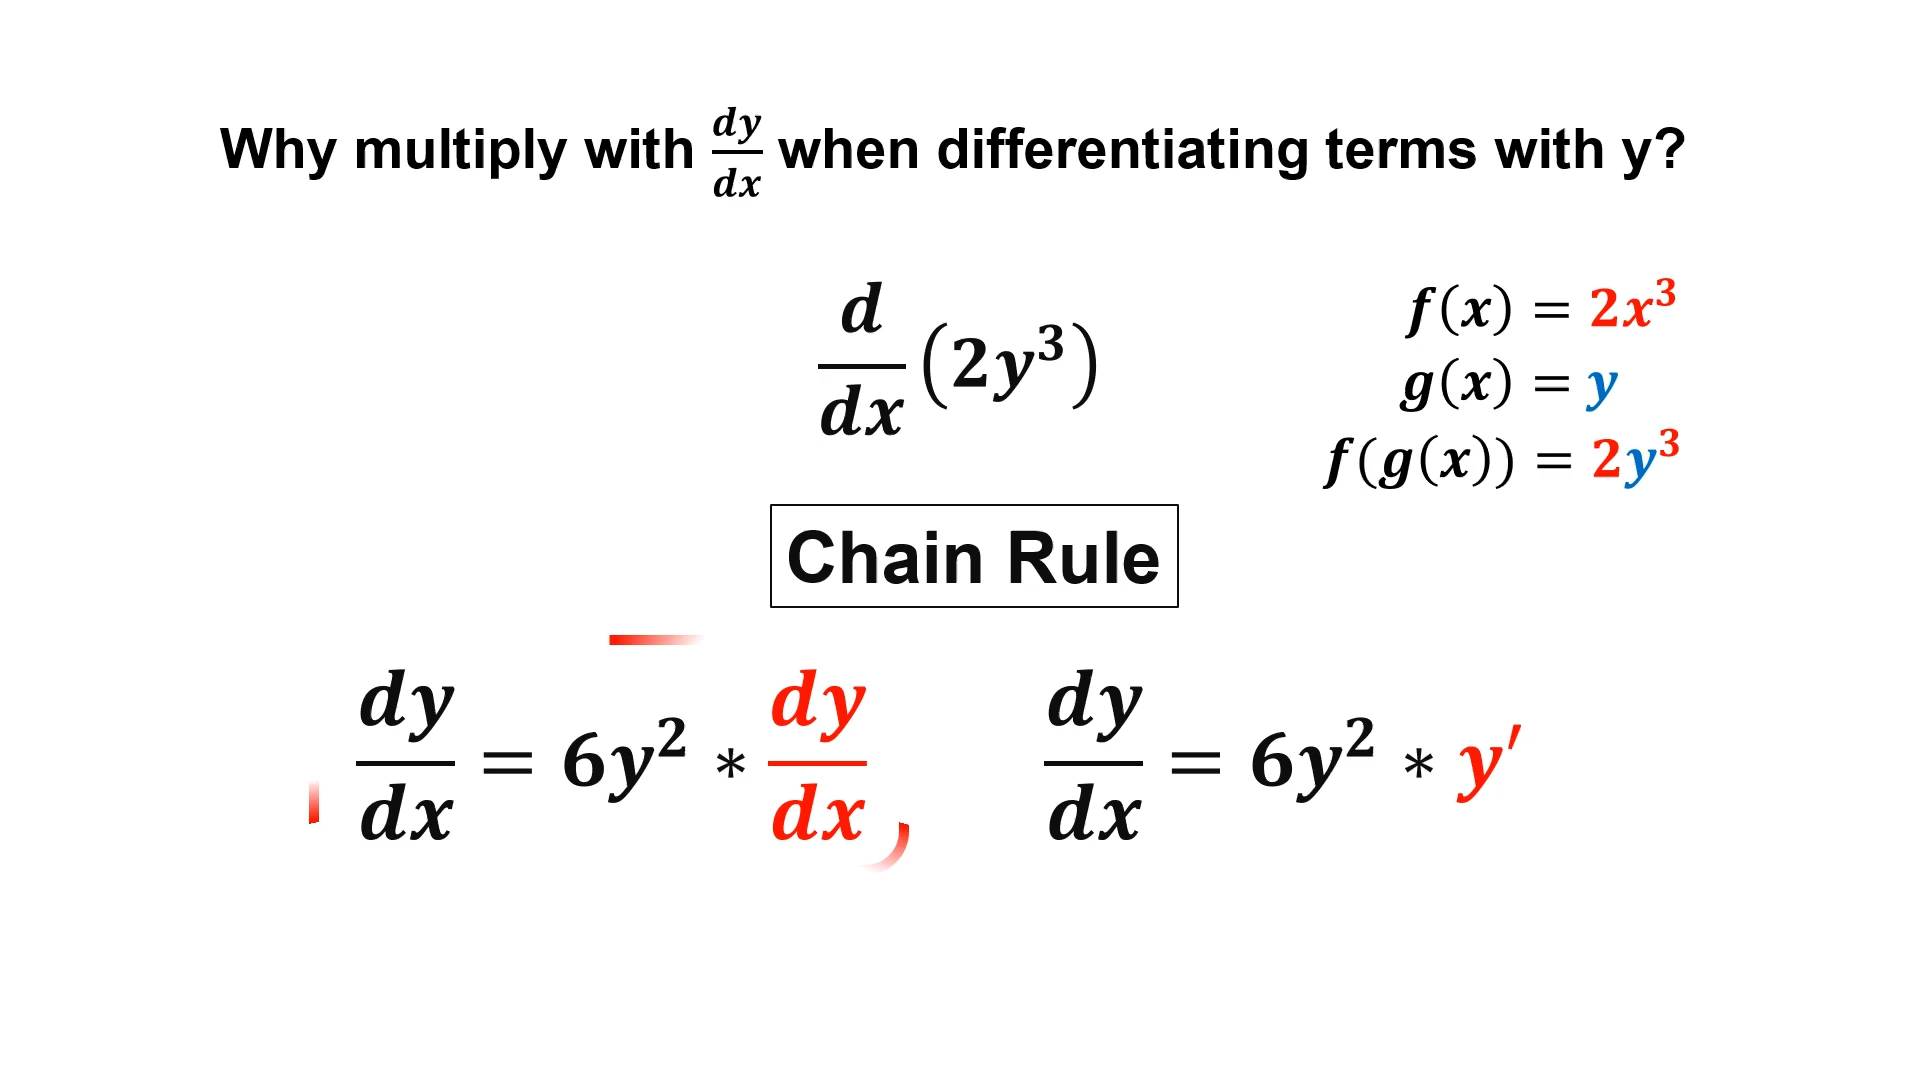 Why multiply with dy/dx when differentiating terms with y?
d/dx (2y³)
f(x) = 2x³
g(x) = y
f(g(x)) = 2y³
Chain Rule
dy/dx = 6y² * dy/dx
dy/dx = 6y² * y′